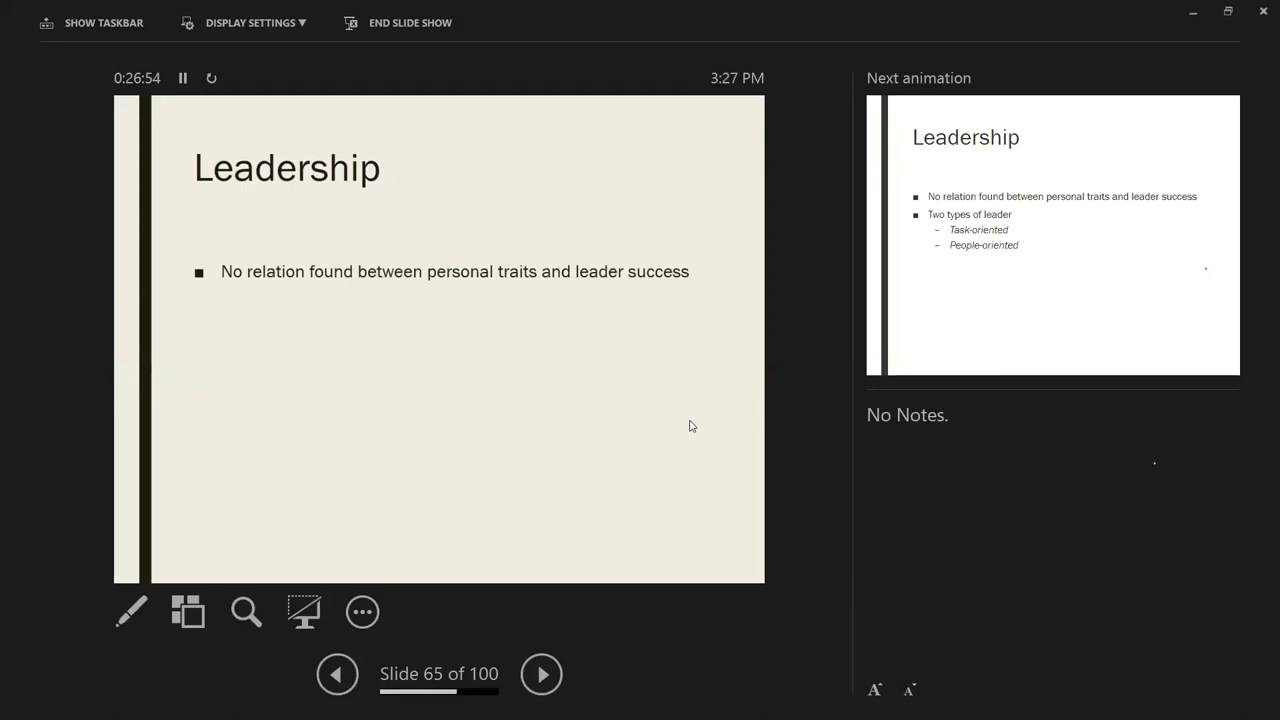 SHOW TASKBAR DISPLAY SETTINGS ▼ END SLIDE SHOW
0:26:54 3:27 PM
Leadership
■ No relation found between personal traits and leader success
Slide 65 of 100
Next animation
Leadership
■ No relation found between personal traits and leader success
■ Two types of leader
– Task-oriented
– People-oriented
No Notes.
A A